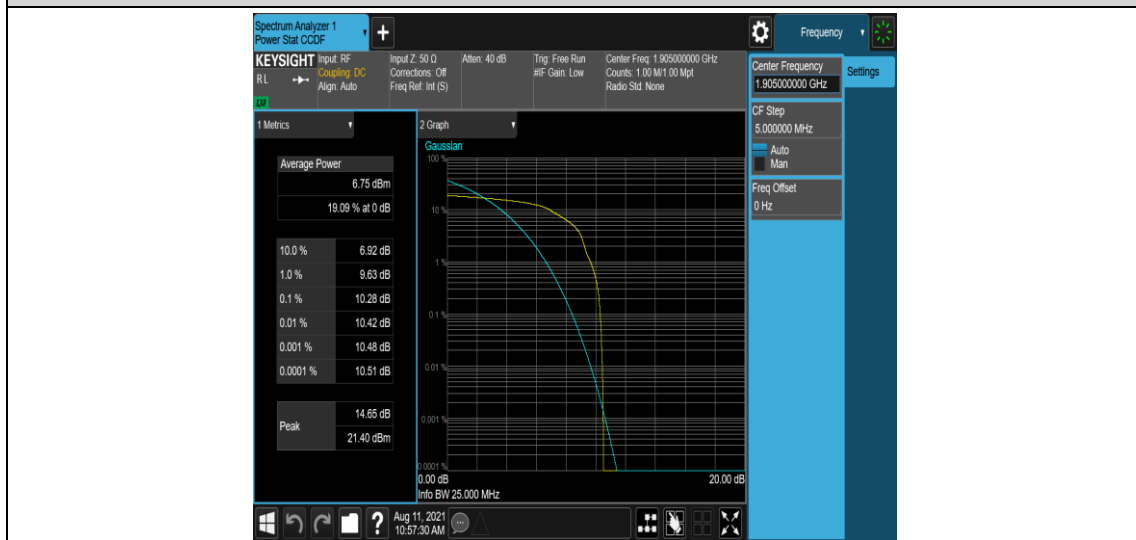 Spectrum Analyzer 1
Power Stat CCDF
Frequency
KEYSIGHT
RL
LXI
Input: RF
Coupling: DC
Align: Auto
Input Z: 50 Ω
Corrections: Off
Freq Ref: Int (S)
Atten: 40 dB
Trig: Free Run
#IF Gain: Low
Center Freq: 1.905000000 GHz
Counts: 1.00 M/1.00 Mpt
Radio Std: None
Center Frequency
1.905000000 GHz
Settings
CF Step
5.000000 MHz
Auto
Man
Freq Offset
0 Hz
1 Metrics
Average Power
6.75 dBm
19.09 % at 0 dB
10.0 % 6.92 dB
1.0 % 9.63 dB
0.1 % 10.28 dB
0.01 % 10.42 dB
0.001 % 10.48 dB
0.0001 % 10.51 dB
Peak
14.65 dB
21.40 dBm
2 Graph
Gaussian
100 %
10 %
1 %
0.1 %
0.01 %
0.001 %
0.0001 %
0.00 dB 20.00 dB
Info BW 25.000 MHz
?
Aug 11, 2021
10:57:30 AM